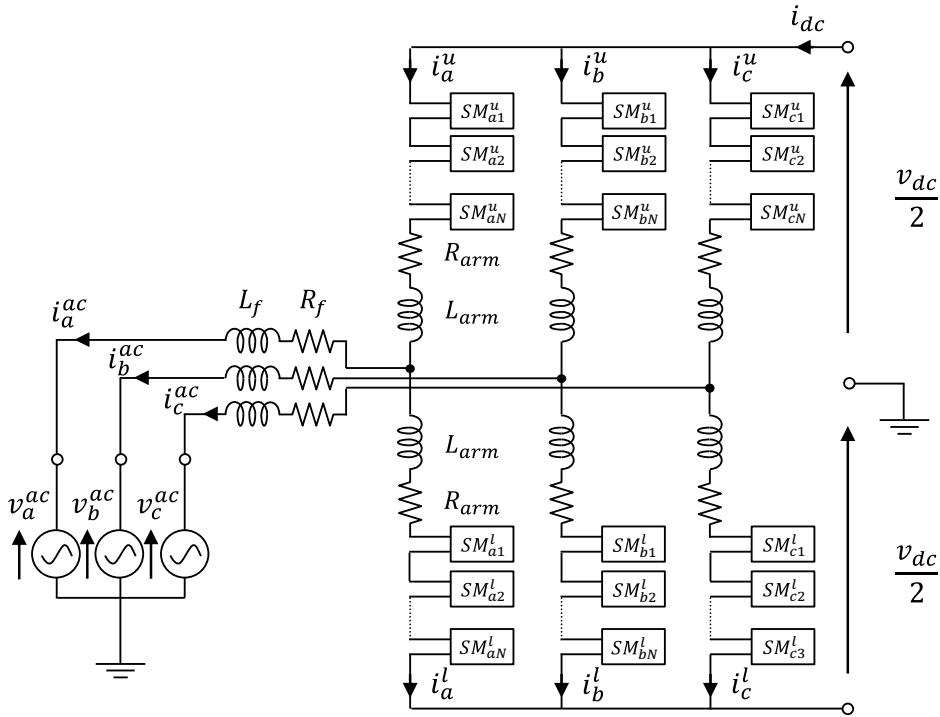 i_dc
i_a^u i_b^u i_c^u
SM_a1^u SM_b1^u SM_c1^u
SM_a2^u SM_b2^u SM_c2^u
v_dc/2
SM_aN^u SM_bN^u SM_cN^u
R_arm
L_f R_f
L_arm
i_a^ac
i_b^ac
i_c^ac
L_arm
R_arm
v_a^ac v_b^ac v_c^ac
SM_a1^l SM_b1^l SM_c1^l
SM_a2^l SM_b2^l SM_c2^l
v_dc/2
SM_aN^l SM_bN^l SM_c3^l
i_a^l i_b^l i_c^l